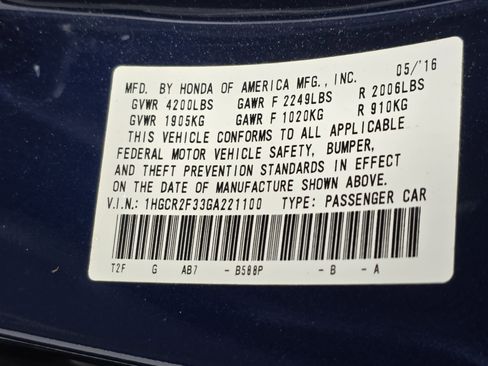 MFD. BY HONDA OF AMERICA MFG., INC. 05/'16
GVWR 4200LBS GAWR F 2249LBS R 2006LBS
GVWR 1905KG GAWR F 1020KG R 910KG
THIS VEHICLE CONFORMS TO ALL APPLICABLE
FEDERAL MOTOR VEHICLE SAFETY, BUMPER,
AND THEFT PREVENTION STANDARDS IN EFFECT
ON THE DATE OF MANUFACTURE SHOWN ABOVE.
V.I.N.: 1HGCR2F33GA221100 TYPE: PASSENGER CAR
T2F G AB7 - B588P - B - A